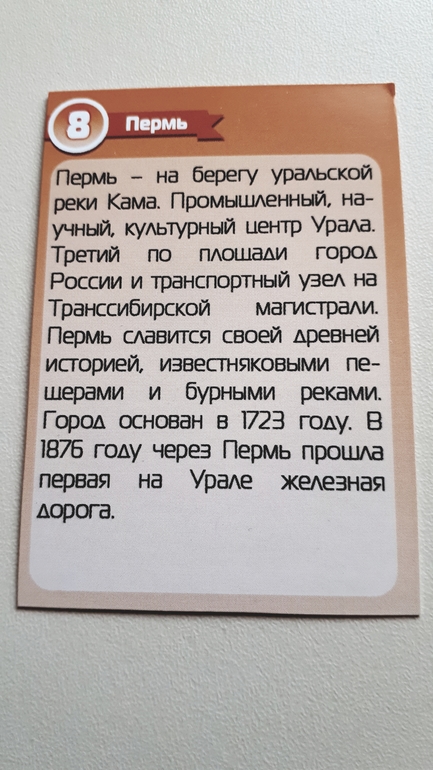 8 Пермь
Пермь – на берегу уральской
реки Кама. Промышленный, на-
учный, культурный центр Урала.
Третий по площади город
России и транспортный узел на
Транссибирской магистрали.
Пермь славится своей древней
историей, известняковыми пе-
щерами и бурными реками.
Город основан в 1723 году. В
1876 году через Пермь прошла
первая на Урале железная
дорога.